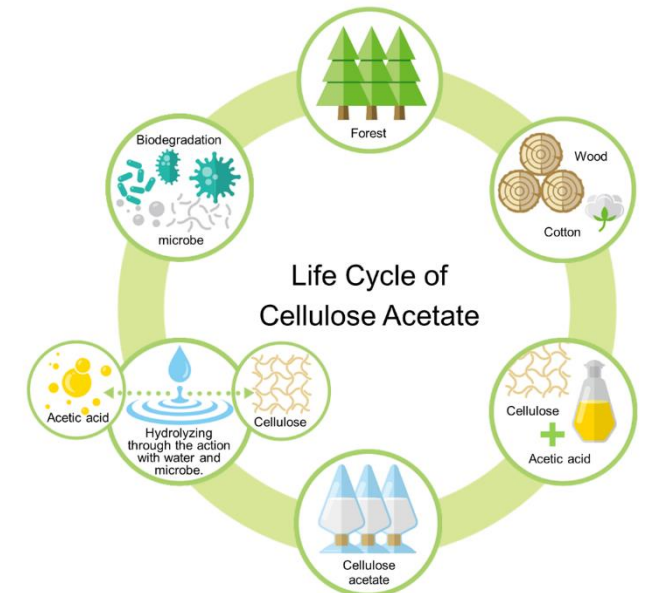 Forest
Wood
Cotton
Cellulose
+
Acetic acid
Cellulose
acetate
Hydrolyzing
through the action
with water and
microbe.
Acetic acid
Cellulose
Biodegradation
microbe
Life Cycle of
Cellulose Acetate